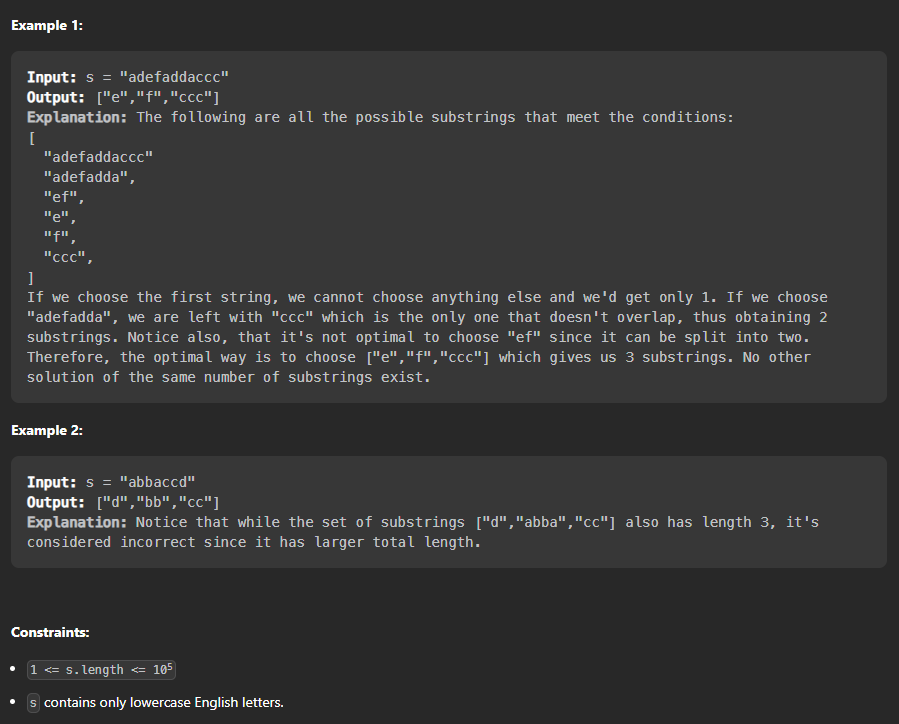 Example 1:
Input: s = "adefaddaccc"
Output: ["e","f","ccc"]
Explanation: The following are all the possible substrings that meet the conditions:
[
  "adefaddaccc"
  "adefadda",
  "ef",
  "e",
  "f",
  "ccc",
]
If we choose the first string, we cannot choose anything else and we'd get only 1. If we choose
"adefadda", we are left with "ccc" which is the only one that doesn't overlap, thus obtaining 2
substrings. Notice also, that it's not optimal to choose "ef" since it can be split into two.
Therefore, the optimal way is to choose ["e","f","ccc"] which gives us 3 substrings. No other
solution of the same number of substrings exist.
Example 2:
Input: s = "abbaccd"
Output: ["d","bb","cc"]
Explanation: Notice that while the set of substrings ["d","abba","cc"] also has length 3, it's
considered incorrect since it has larger total length.
Constraints:
• 1 <= s.length <= 10⁵
• s contains only lowercase English letters.